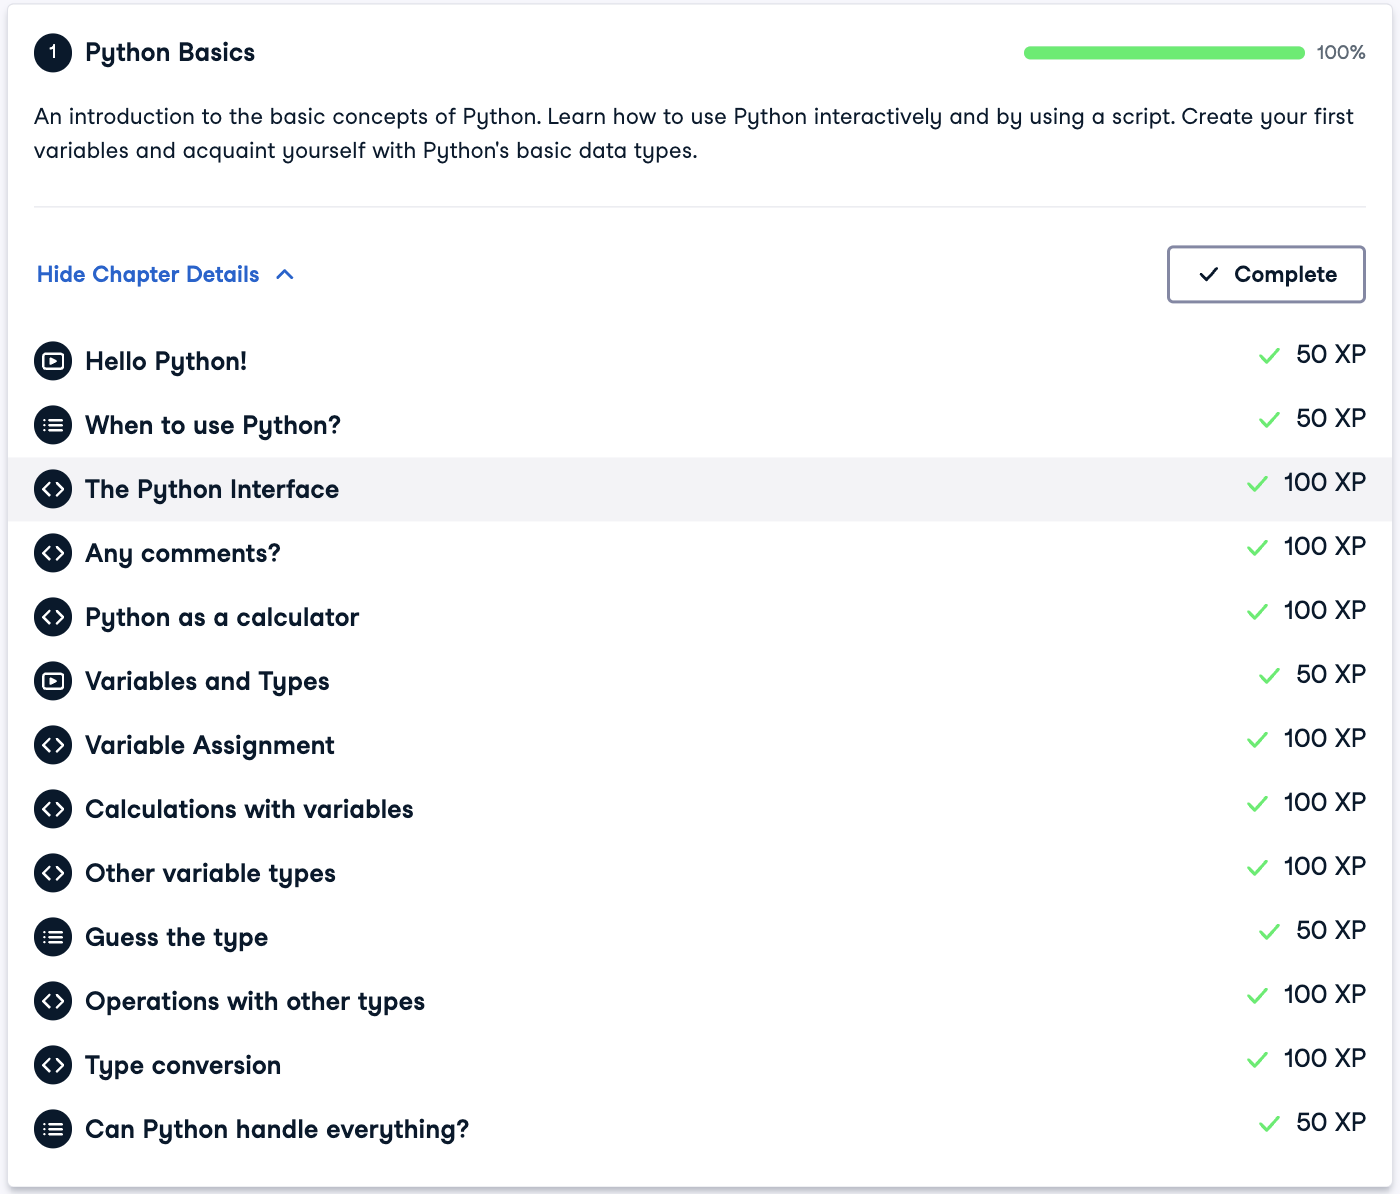 1 Python Basics 100%
An introduction to the basic concepts of Python. Learn how to use Python interactively and by using a script. Create your first
variables and acquaint yourself with Python's basic data types.
Hide Chapter Details Complete
Hello Python! 50 XP
When to use Python? 50 XP
The Python Interface 100 XP
Any comments? 100 XP
Python as a calculator 100 XP
Variables and Types 50 XP
Variable Assignment 100 XP
Calculations with variables 100 XP
Other variable types 100 XP
Guess the type 50 XP
Operations with other types 100 XP
Type conversion 100 XP
Can Python handle everything? 50 XP